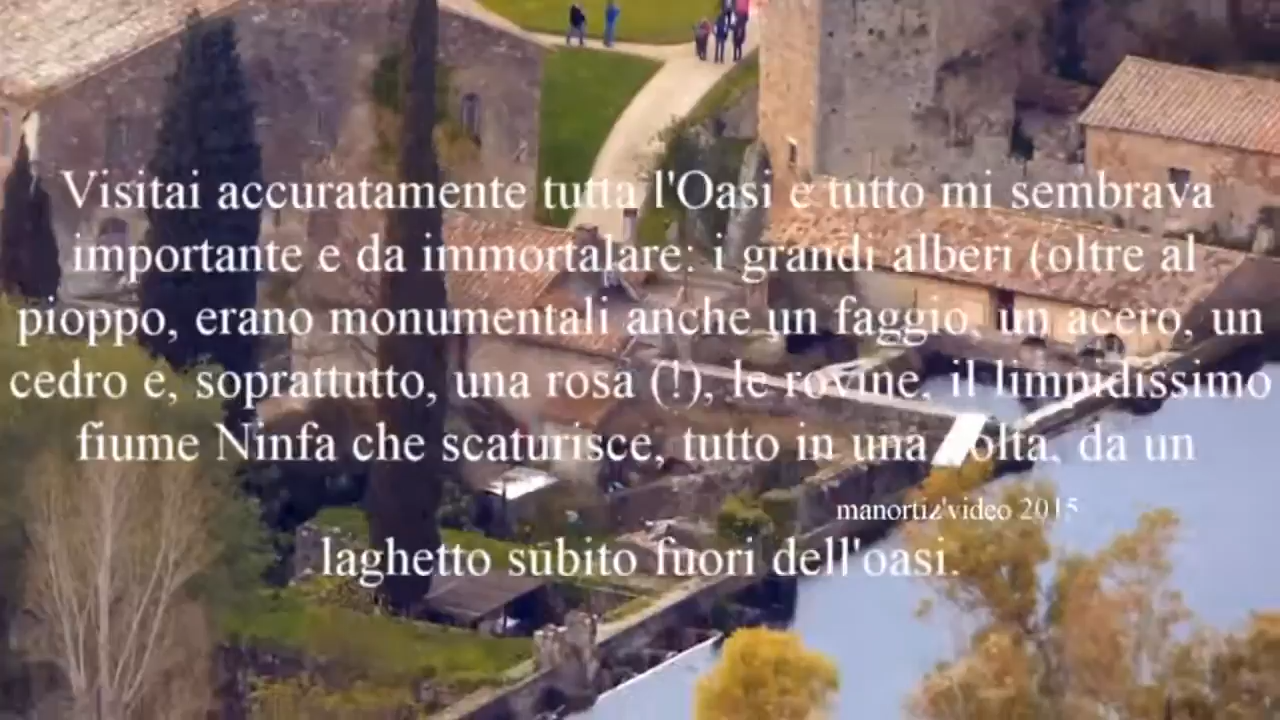 Visitai accuratamente tutta l'Oasi e tutto mi sembrava
importante e da immortalare: i grandi alberi (oltre al
pioppo, erano monumentali anche un faggio, un acero, un
cedro e, soprattutto, una rosa (!), le rovine, il limpidissimo
fiume Ninfa che scaturisce, tutto in una volta, da un
manortiz'video 2015
laghetto subito fuori dell'oasi.